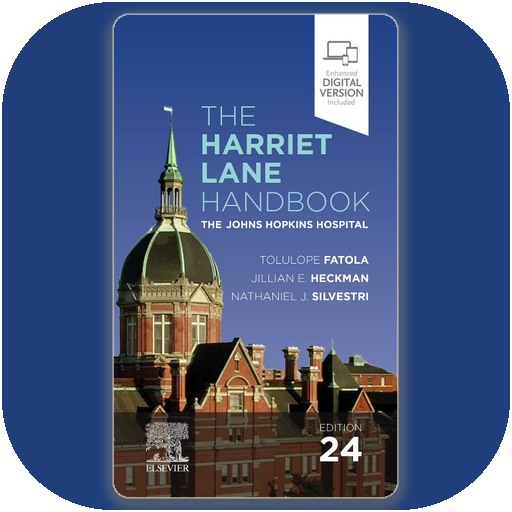 Enhanced
DIGITAL
VERSION
Included
THE
HARRIET
LANE
HANDBOOK
THE JOHNS HOPKINS HOSPITAL
TOLULOPE FATOLA
JILLIAN E. HECKMAN
NATHANIEL J. SILVESTRI
EDITION
24
ELSEVIER